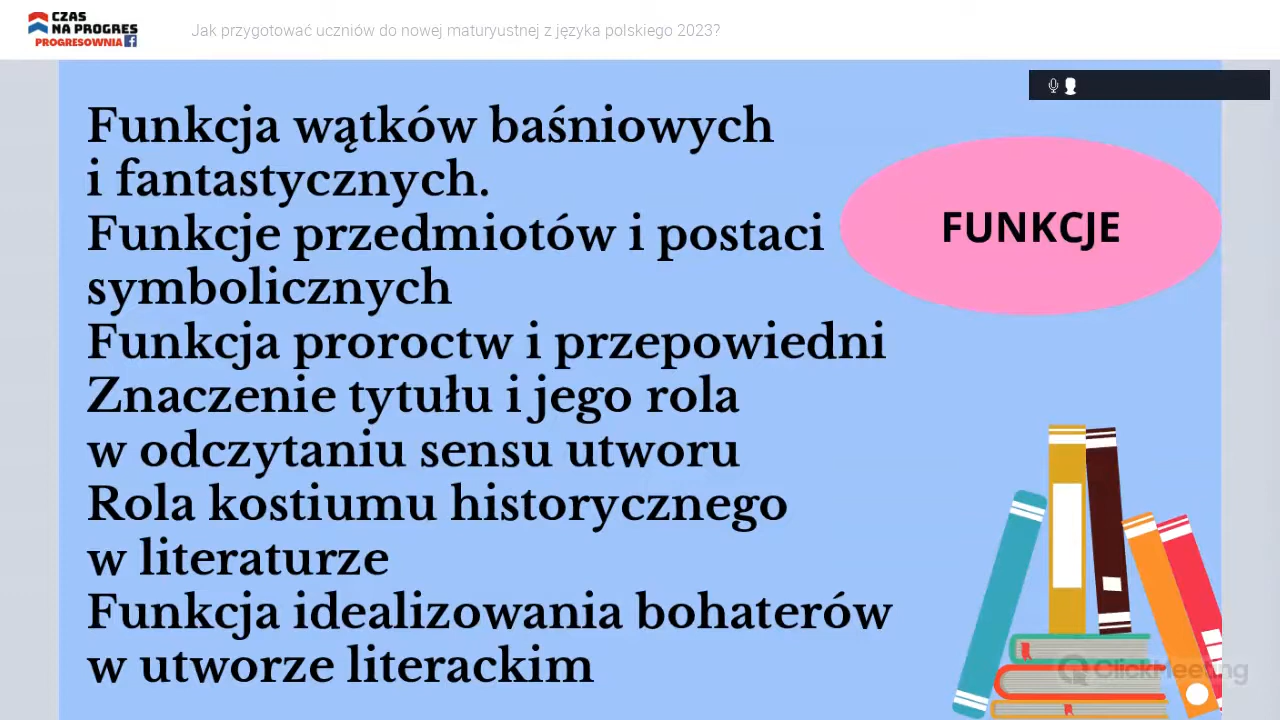 CZAS
NA PROGRES
PROGRESOWNIA f
Jak przygotować uczniów do nowej maturyustnej z języka polskiego 2023?
Funkcja wątków baśniowych
i fantastycznych.
Funkcje przedmiotów i postaci
symbolicznych
Funkcja proroctw i przepowiedni
Znaczenie tytułu i jego rola
w odczytaniu sensu utworu
Rola kostiumu historycznego
w literaturze
Funkcja idealizowania bohaterów
w utworze literackim
FUNKCJE
ClickMeeting